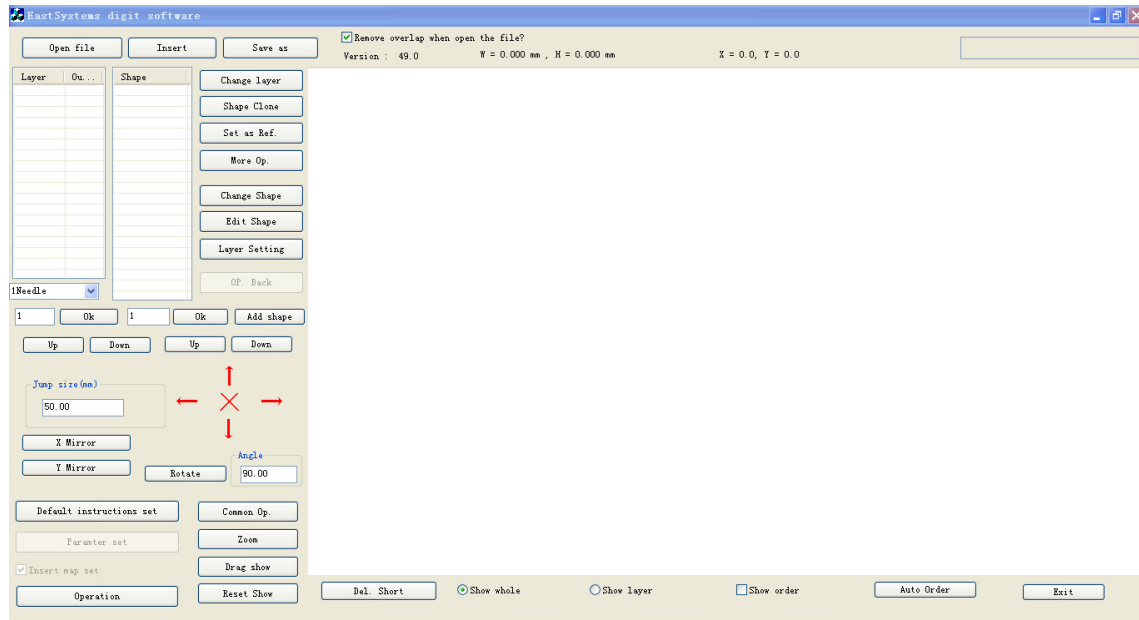 EastSystems digit software
Open file Insert Save as
Remove overlap when open the file?
Version : 49.0 W = 0.000 mm , H = 0.000 mm X = 0.0, Y = 0.0
Layer Ou... Shape
Change layer
Shape Clone
Set as Ref.
More Op.
Change Shape
Edit Shape
Layer Setting
OP. Back
1Needle
1 Ok 1 Ok Add shape
Up Down Up Down
Jump size(mm)
50.00
X Mirror
Y Mirror
Rotate
Angle
90.00
Default instructions set
Paramter set
Insert map set
Operation
Common Op.
Zoom
Drag show
Reset Show
Del. Short Show whole Show layer Show order Auto Order Exit